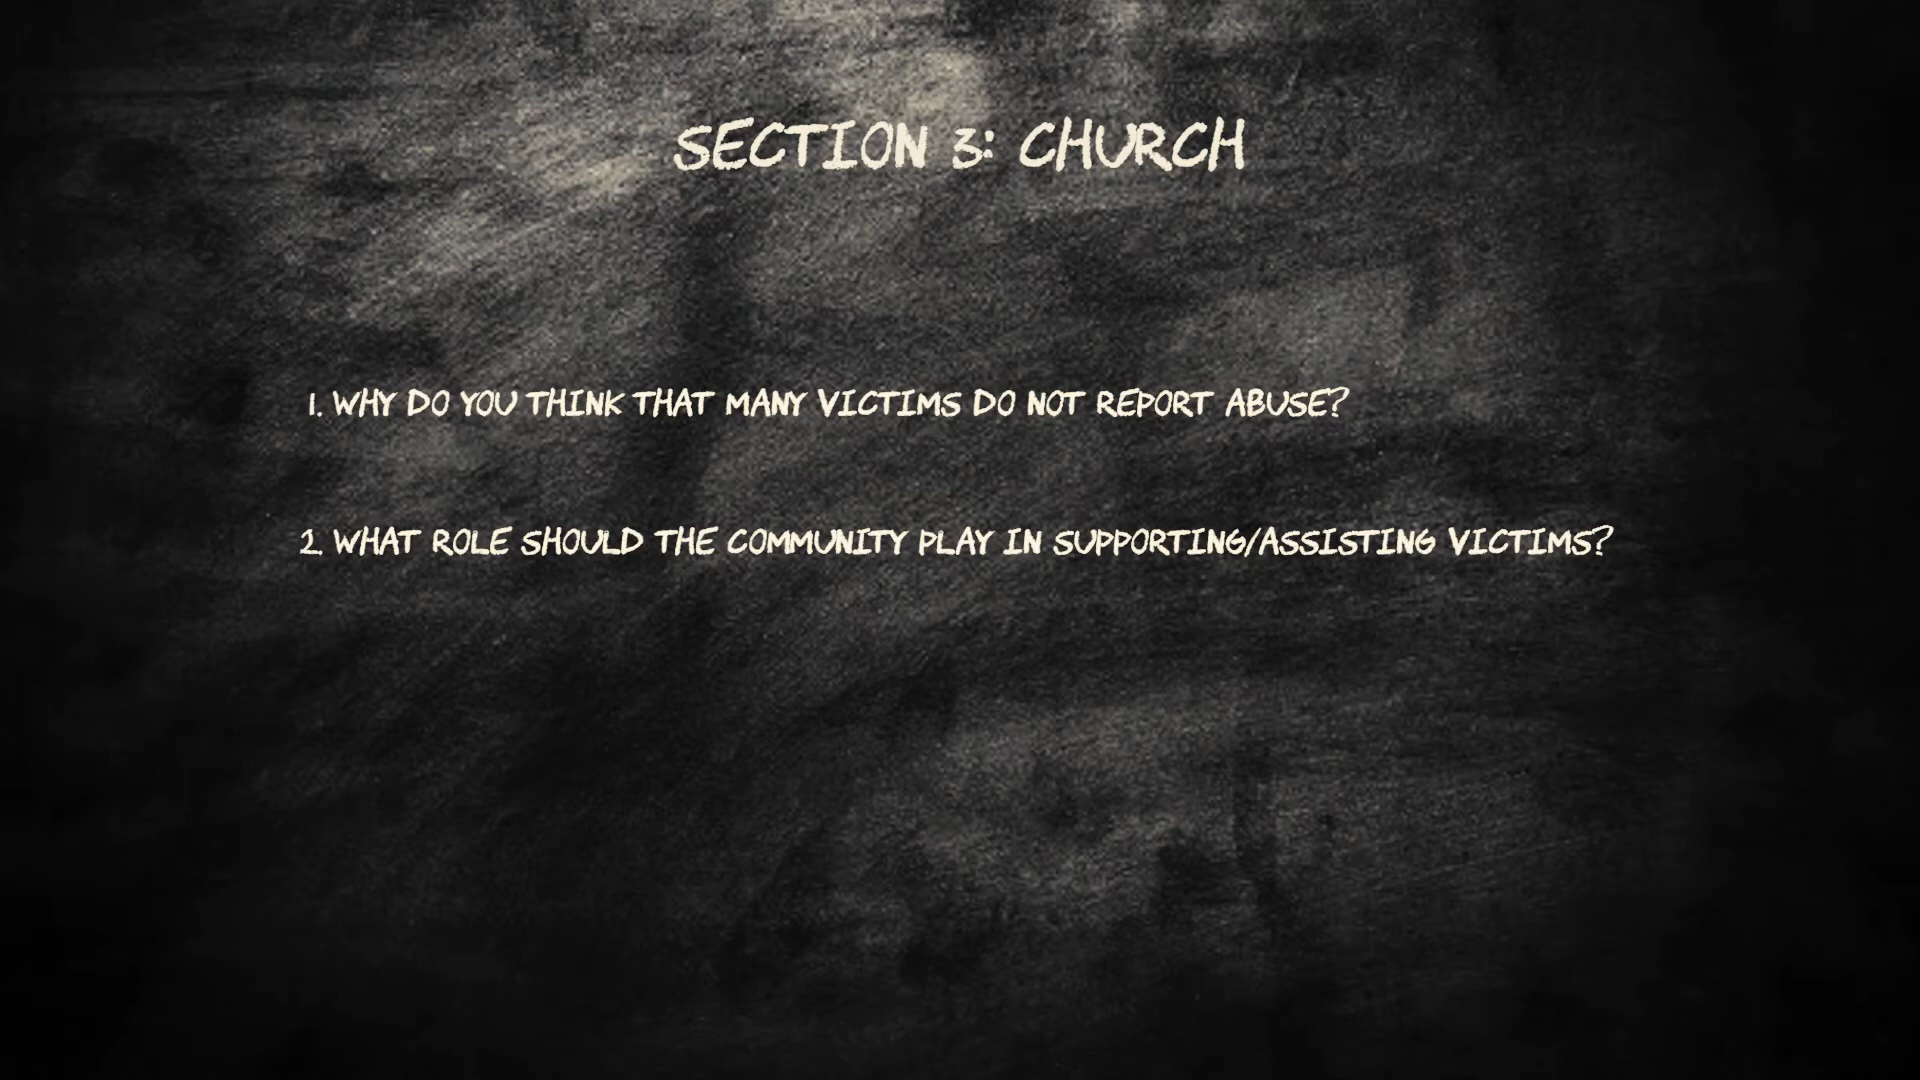 SECTION 3: CHURCH
1. WHY DO YOU THINK THAT MANY VICTIMS DO NOT REPORT ABUSE?
2. WHAT ROLE SHOULD THE COMMUNITY PLAY IN SUPPORTING/ASSISTING VICTIMS?